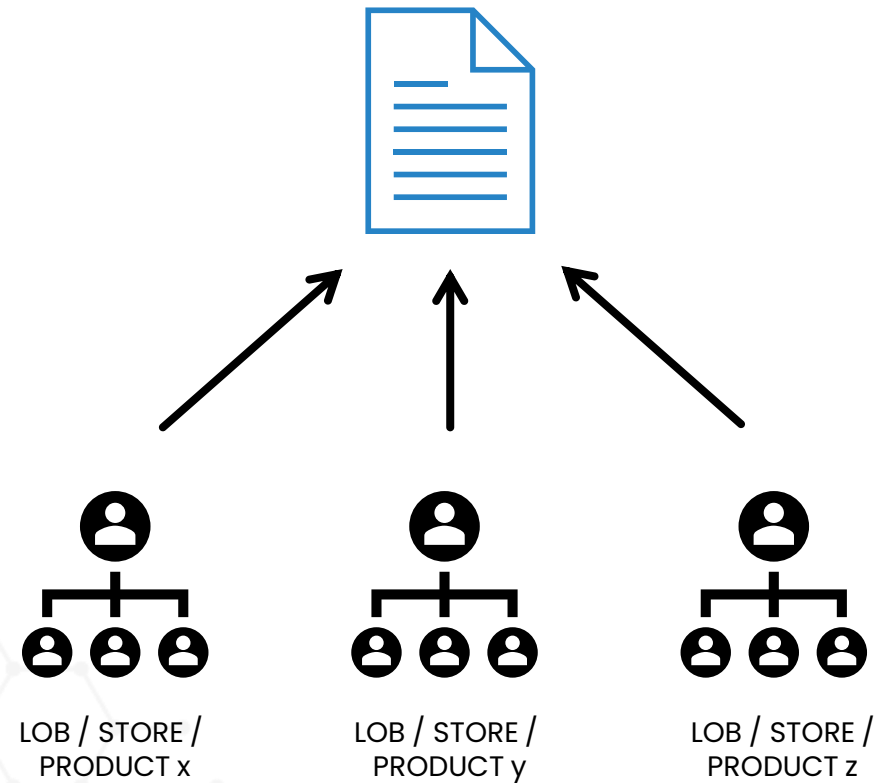 LOB / STORE /
PRODUCT x
LOB / STORE /
PRODUCT y
LOB / STORE /
PRODUCT z